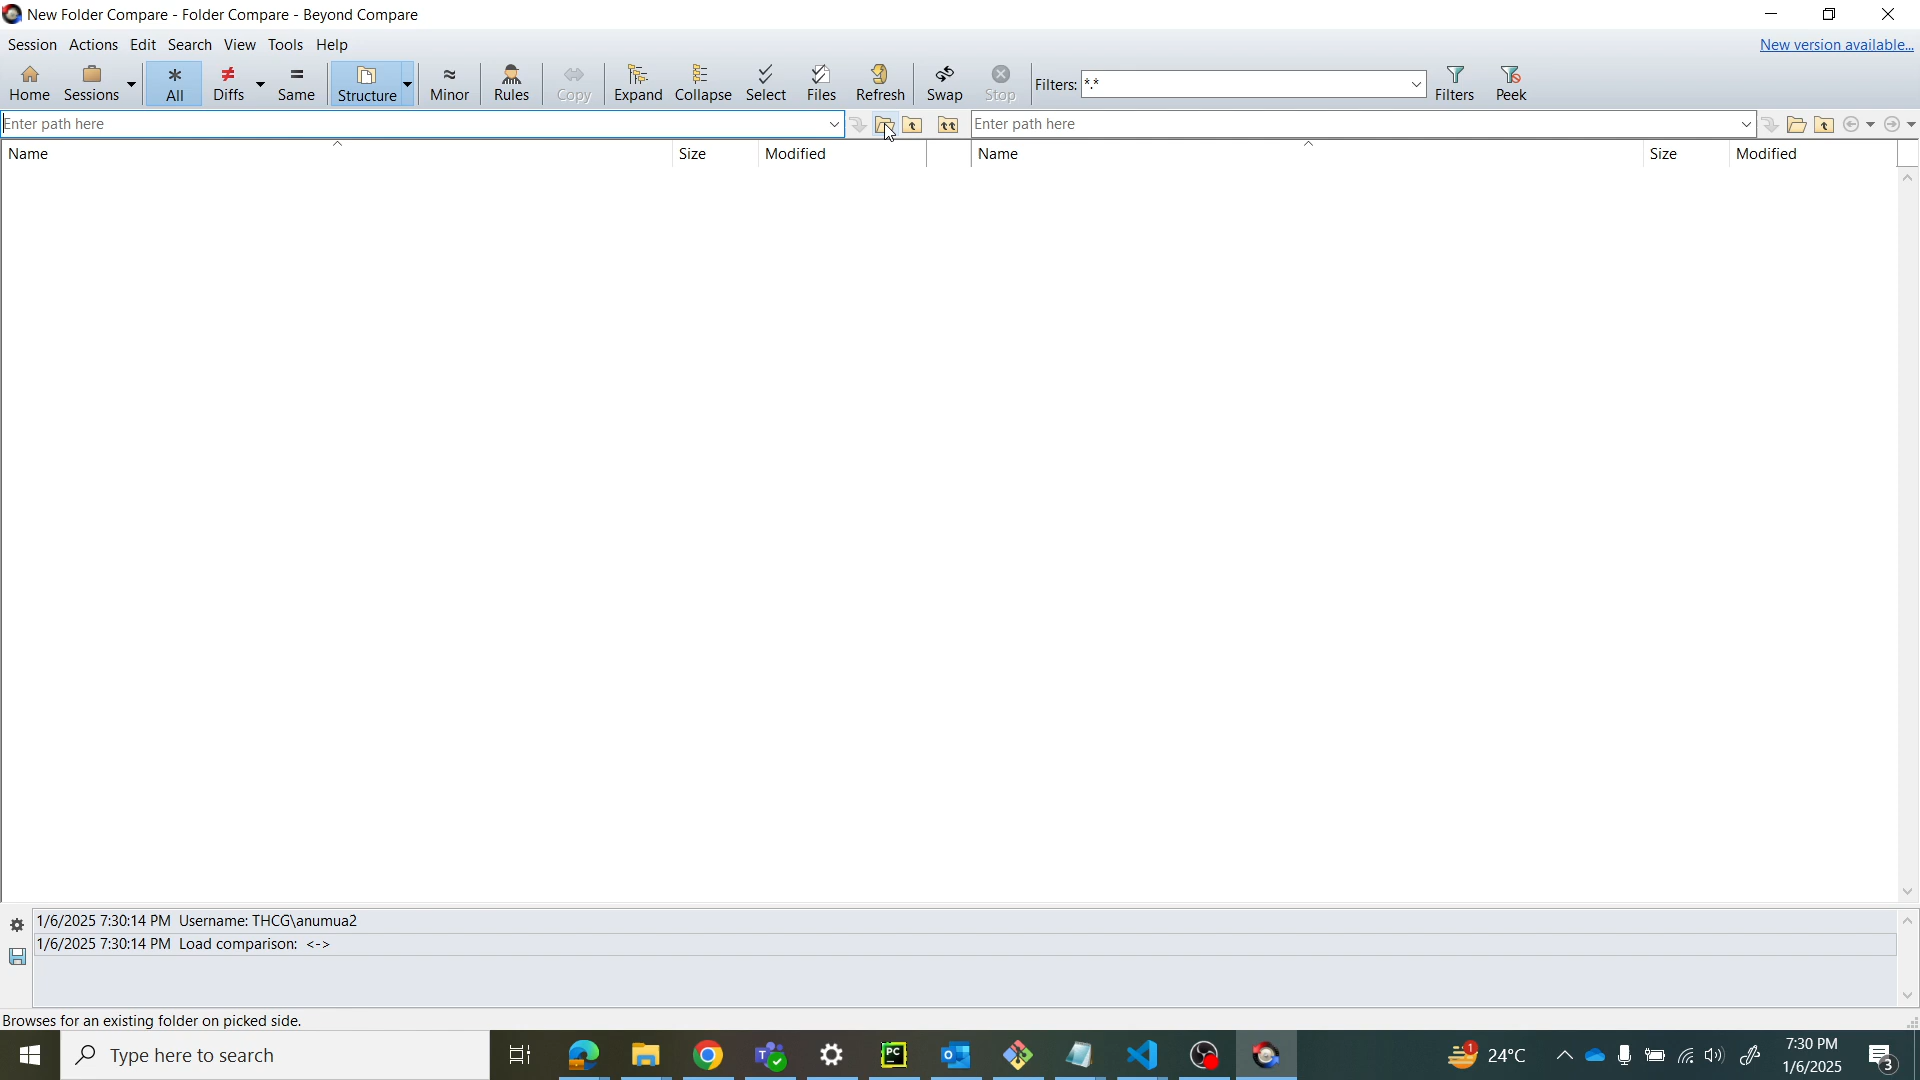 New Folder Compare - Folder Compare - Beyond Compare
Session Actions Edit Search View Tools Help New version available...
Home Sessions All Diffs Same Structure Minor Rules Copy Expand Collapse Select Files Refresh Swap Stop Filters: *.* Filters Peek
Enter path here Enter path here
Name Size Modified Name Size Modified
1/6/2025 7:30:14 PM Username: THCG\anumua2
1/6/2025 7:30:14 PM Load comparison: <->
Browses for an existing folder on picked side.
Type here to search
24°C
7:30 PM
1/6/2025
3